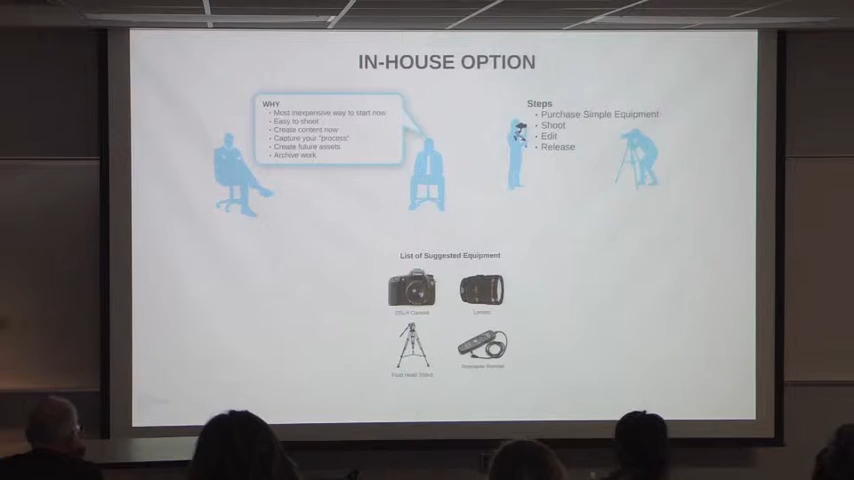 IN-HOUSE OPTION
WHY
• Most inexpensive way to start now
• Easy to shoot
• Create content now
• Capture your "process"
• Create future assets
• Archive work
Steps
• Purchase Simple Equipment
• Shoot
• Edit
• Release
List of Suggested Equipment
DSLR Camera
Lenses
Fluid Head Tripod
Remote